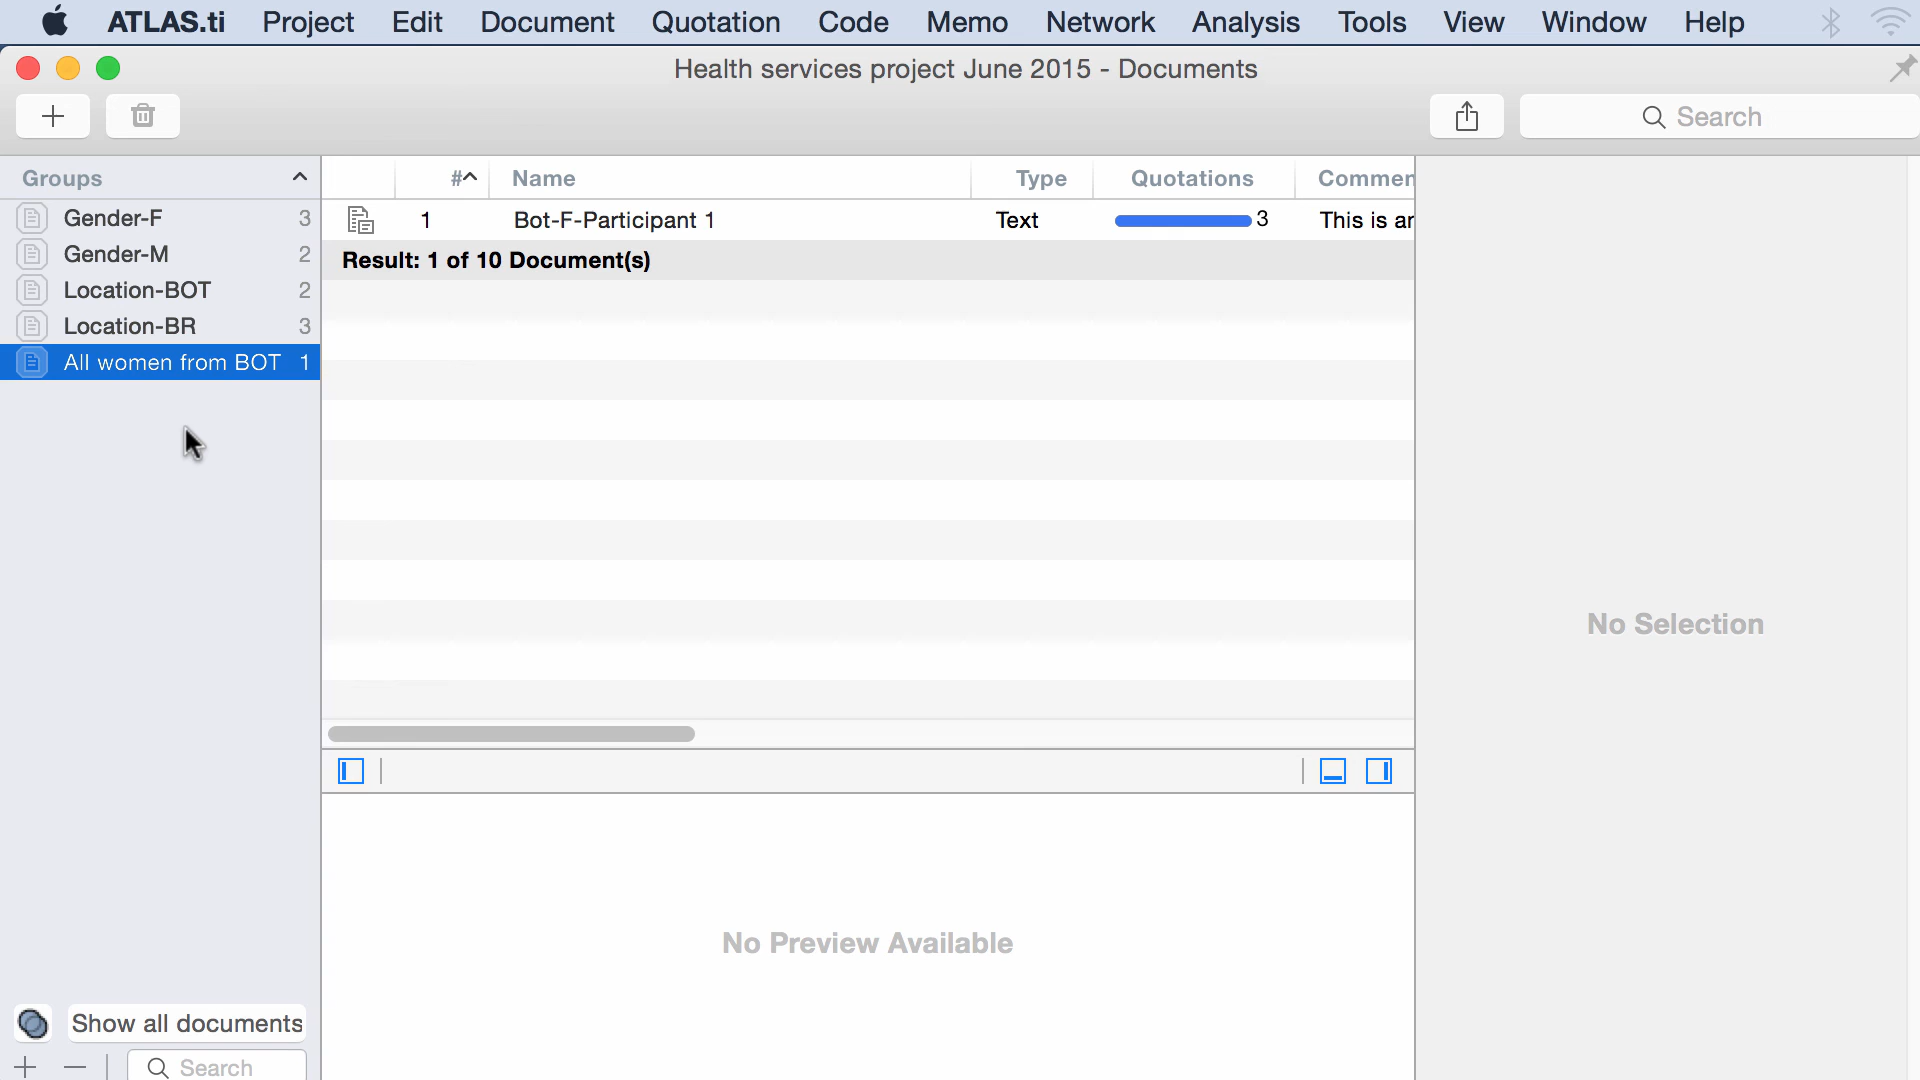 ATLAS.ti Project Edit Document Quotation Code Memo Network Analysis Tools View Window Help
Health services project June 2015 - Documents
Search
Groups
Gender-F 3
Gender-M 2
Location-BOT 2
Location-BR 3
All women from BOT 1
# Name Type Quotations Commen
1 Bot-F-Participant 1 Text 3 This is ar
Result: 1 of 10 Document(s)
No Selection
No Preview Available
Show all documents
Search